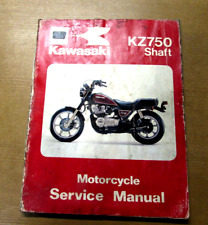 Kawasaki
KZ750
Shaft
Motorcycle
Service Manual